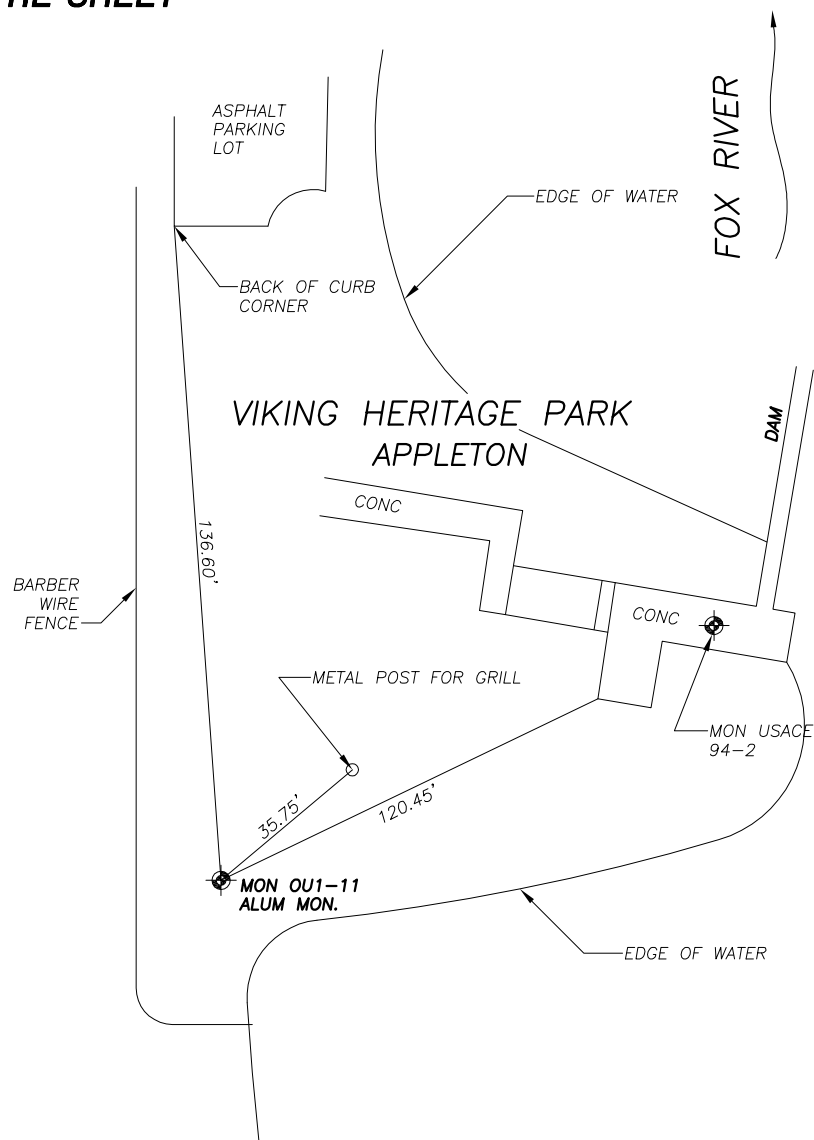 SHEET
ASPHALT
PARKING
LOT
FOX RIVER
EDGE OF WATER
BACK OF CURB
CORNER
VIKING HERITAGE PARK
APPLETON
DAM
CONC
136.60'
BARBER
WIRE
FENCE
CONC
METAL POST FOR GRILL
MON USACE
94-2
35.75'
120.45'
MON OU1-11
ALUM MON.
EDGE OF WATER